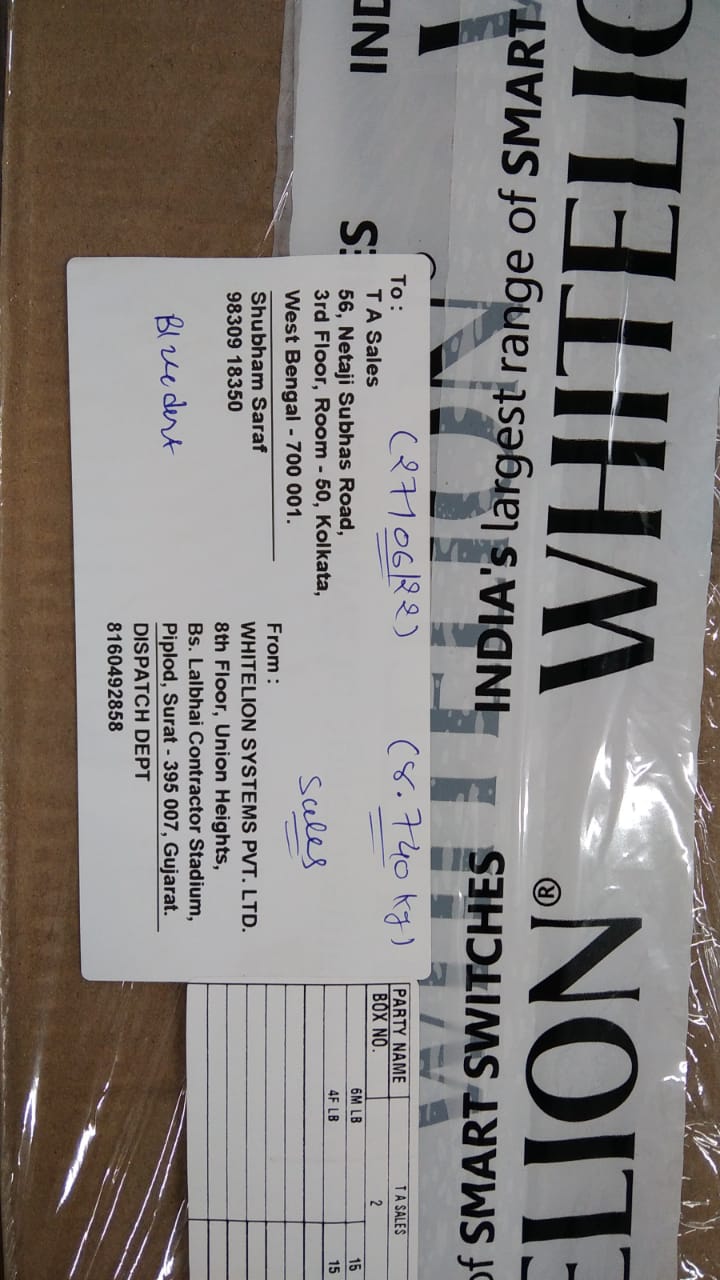 To :
T A Sales
56, Netaji Subhas Road,
3rd Floor, Room - 50, Kolkata,
West Bengal - 700 001.
Shubham Saraf
98309 18350
Bluedart
(27/06/22)
(8.740 kg)
Sales
From :
WHITELION SYSTEMS PVT. LTD.
8th Floor, Union Heights,
Bs. Lalbhai Contractor Stadium,
Piplod, Surat - 395 007, Gujarat.
DISPATCH DEPT
8160492858
PARTY NAME T A SALES
BOX NO. 2
6M LB 15
4F LB 15
WHITELIO
INDIA's largest range of SMART
ELION®
of SMART SWITCHES